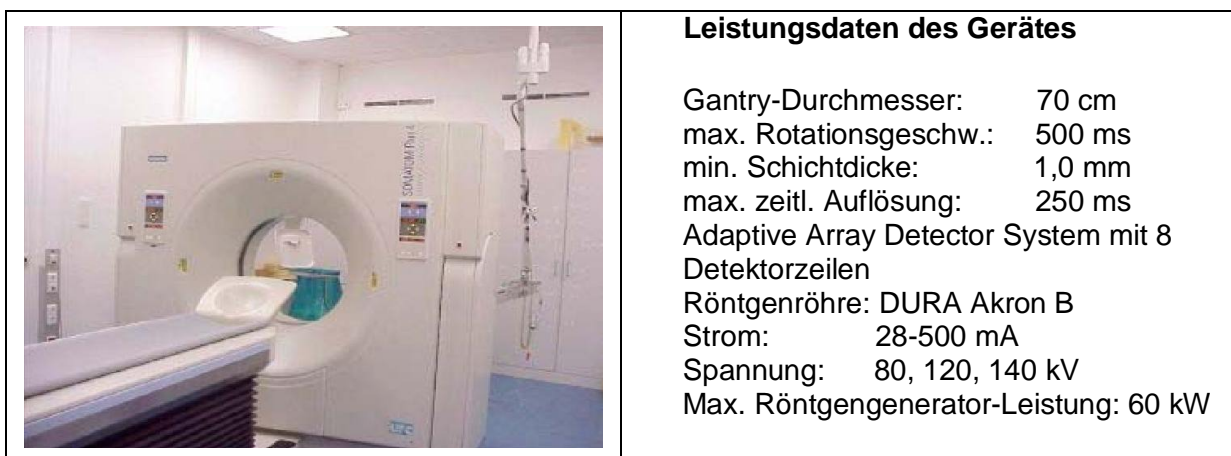 Leistungsdaten des Gerätes
Gantry-Durchmesser: 70 cm
max. Rotationsgeschw.: 500 ms
min. Schichtdicke: 1,0 mm
max. zeitl. Auflösung: 250 ms
Adaptive Array Detector System mit 8
Detektorzeilen
Röntgenröhre: DURA Akron B
Strom: 28-500 mA
Spannung: 80, 120, 140 kV
Max. Röntgengenerator-Leistung: 60 kW
SOMATOM